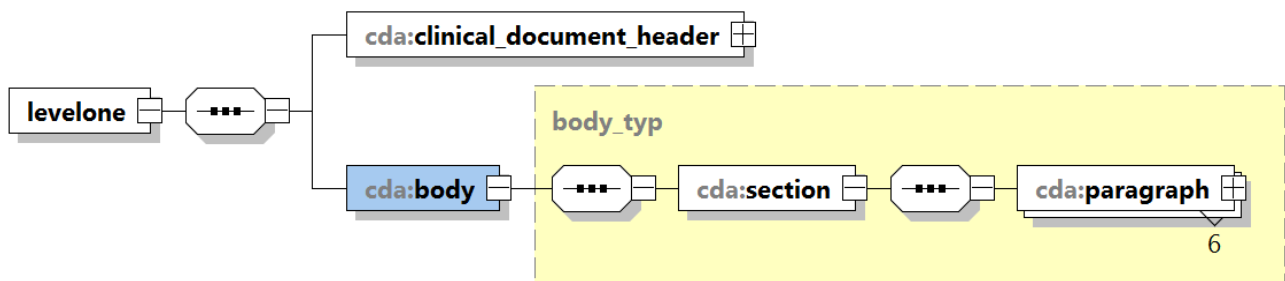 cda:clinical_document_header
levelone
body_typ
cda:body
cda:section
cda:paragraph
6